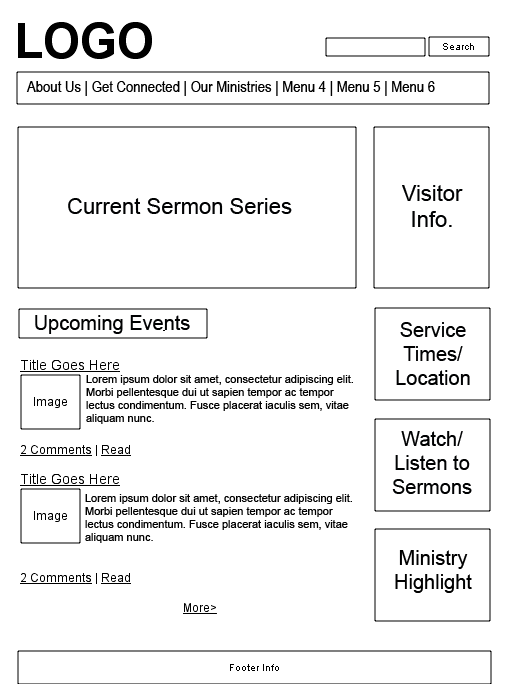 LOGO
Search
About Us | Get Connected | Our Ministries | Menu 4 | Menu 5 | Menu 6
Current Sermon Series
Visitor
Info.
Upcoming Events
Title Goes Here
Image
Lorem ipsum dolor sit amet, consectetur adipiscing elit.
Morbi pellentesque dui ut sapien tempor ac tempor
lectus condimentum. Fusce placerat iaculis sem, vitae
aliquam nunc.
2 Comments | Read
Title Goes Here
Image
Lorem ipsum dolor sit amet, consectetur adipiscing elit.
Morbi pellentesque dui ut sapien tempor ac tempor
lectus condimentum. Fusce placerat iaculis sem, vitae
aliquam nunc.
2 Comments | Read
More>
Service
Times/
Location
Watch/
Listen to
Sermons
Ministry
Highlight
Footer Info